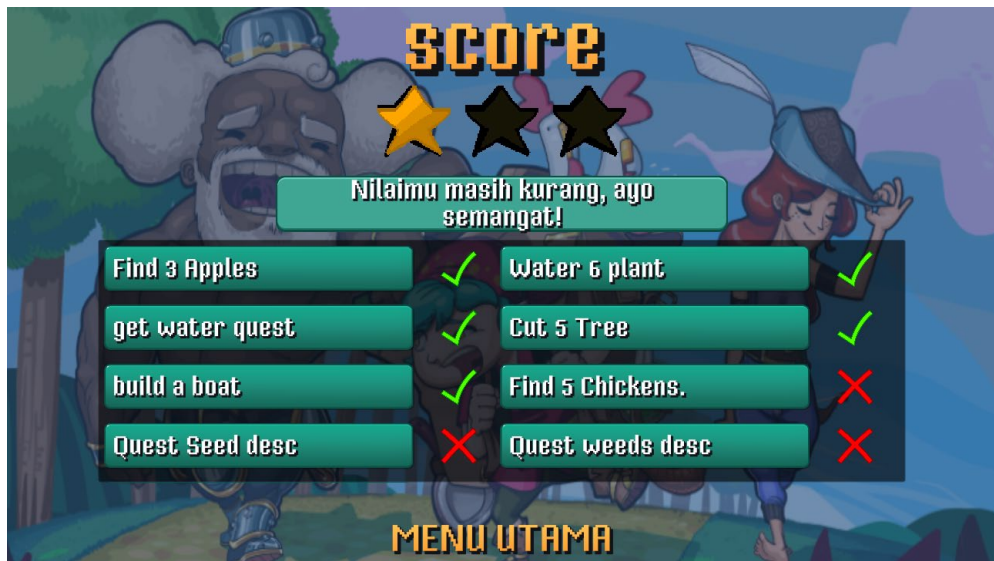 score
Nilaimu masih kurang, ayo
semangat!
Find 3 Apples
Water 6 plant
get water quest
Cut 5 Tree
build a boat
Find 5 Chickens.
Quest Seed desc
Quest weeds desc
MENU UTAMA